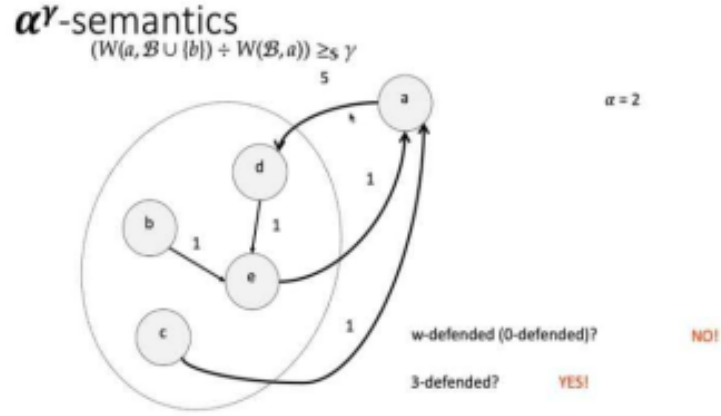 α^γ-semantics
(W(a, ℬ ∪ {b}) ÷ W(ℬ, a)) ≥_S γ
5
a
α = 2
d
1
b
1
1
e
c
1
w-defended (0-defended)?
NO!
3-defended?
YES!